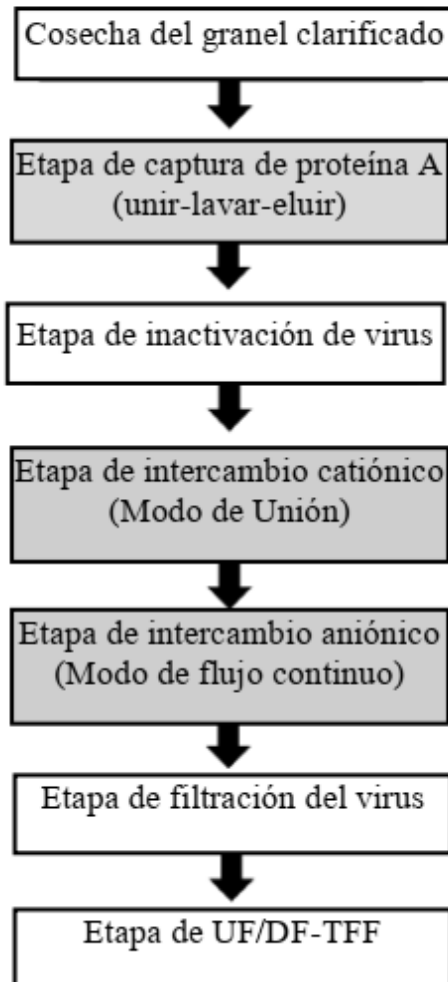 Cosecha del granel clarificado
Etapa de captura de proteína A
(unir-lavar-eluir)
Etapa de inactivación de virus
Etapa de intercambio catiónico
(Modo de Unión)
Etapa de intercambio aniónico
(Modo de flujo continuo)
Etapa de filtración del virus
Etapa de UF/DF-TFF